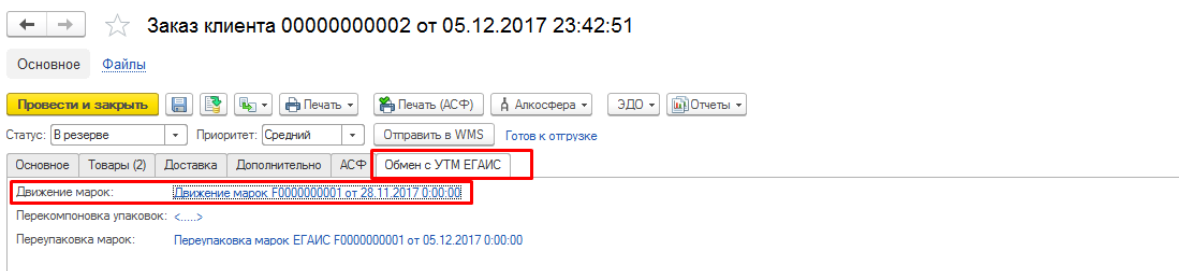 Заказ клиента 00000000002 от 05.12.2017 23:42:51
Основное Файлы
Провести и закрыть Печать Печать (АСФ) Алкосфера ЭДО Отчеты
Статус: В резерве Приоритет: Средний Отправить в WMS Готов к отгрузке
Основное Товары (2) Доставка Дополнительно АСФ Обмен с УТМ ЕГАИС
Движение марок: Движение марок F0000000001 от 28.11.2017 0:00:00
Перекомпоновка упаковок: <.....>
Переупаковка марок: Переупаковка марок ЕГАИС F0000000001 от 05.12.2017 0:00:00